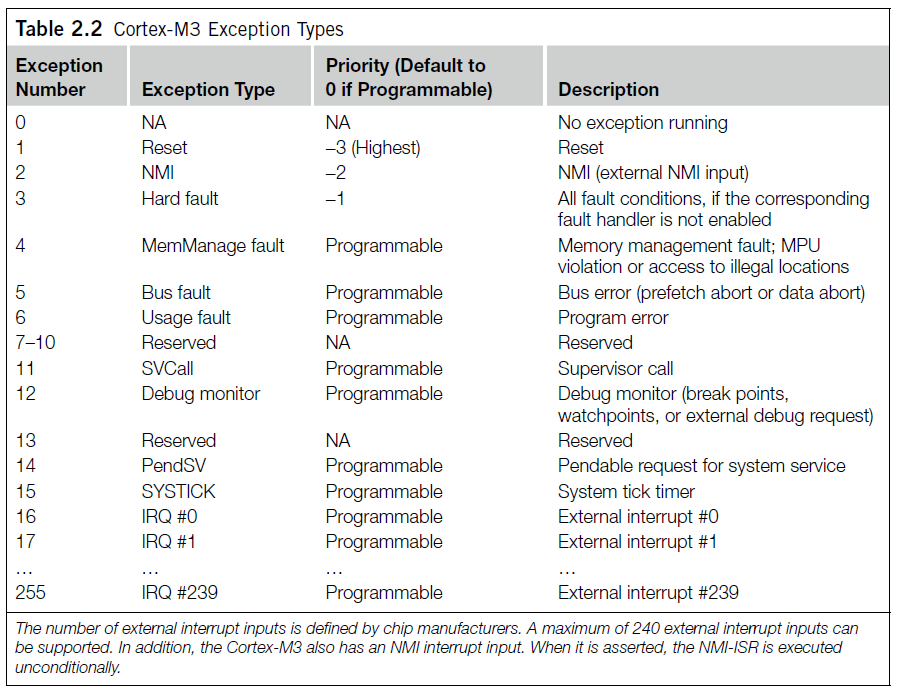 Table 2.2 Cortex-M3 Exception Types
Exception Number Exception Type Priority (Default to 0 if Programmable) Description
0 NA NA No exception running
1 Reset –3 (Highest) Reset
2 NMI –2 NMI (external NMI input)
3 Hard fault –1 All fault conditions, if the corresponding
fault handler is not enabled
4 MemManage fault Programmable Memory management fault; MPU
violation or access to illegal locations
5 Bus fault Programmable Bus error (prefetch abort or data abort)
6 Usage fault Programmable Program error
7–10 Reserved NA Reserved
11 SVCall Programmable Supervisor call
12 Debug monitor Programmable Debug monitor (break points,
watchpoints, or external debug request)
13 Reserved NA Reserved
14 PendSV Programmable Pendable request for system service
15 SYSTICK Programmable System tick timer
16 IRQ #0 Programmable External interrupt #0
17 IRQ #1 Programmable External interrupt #1
… … … …
255 IRQ #239 Programmable External interrupt #239
The number of external interrupt inputs is defined by chip manufacturers. A maximum of 240 external interrupt inputs can
be supported. In addition, the Cortex-M3 also has an NMI interrupt input. When it is asserted, the NMI-ISR is executed
unconditionally.